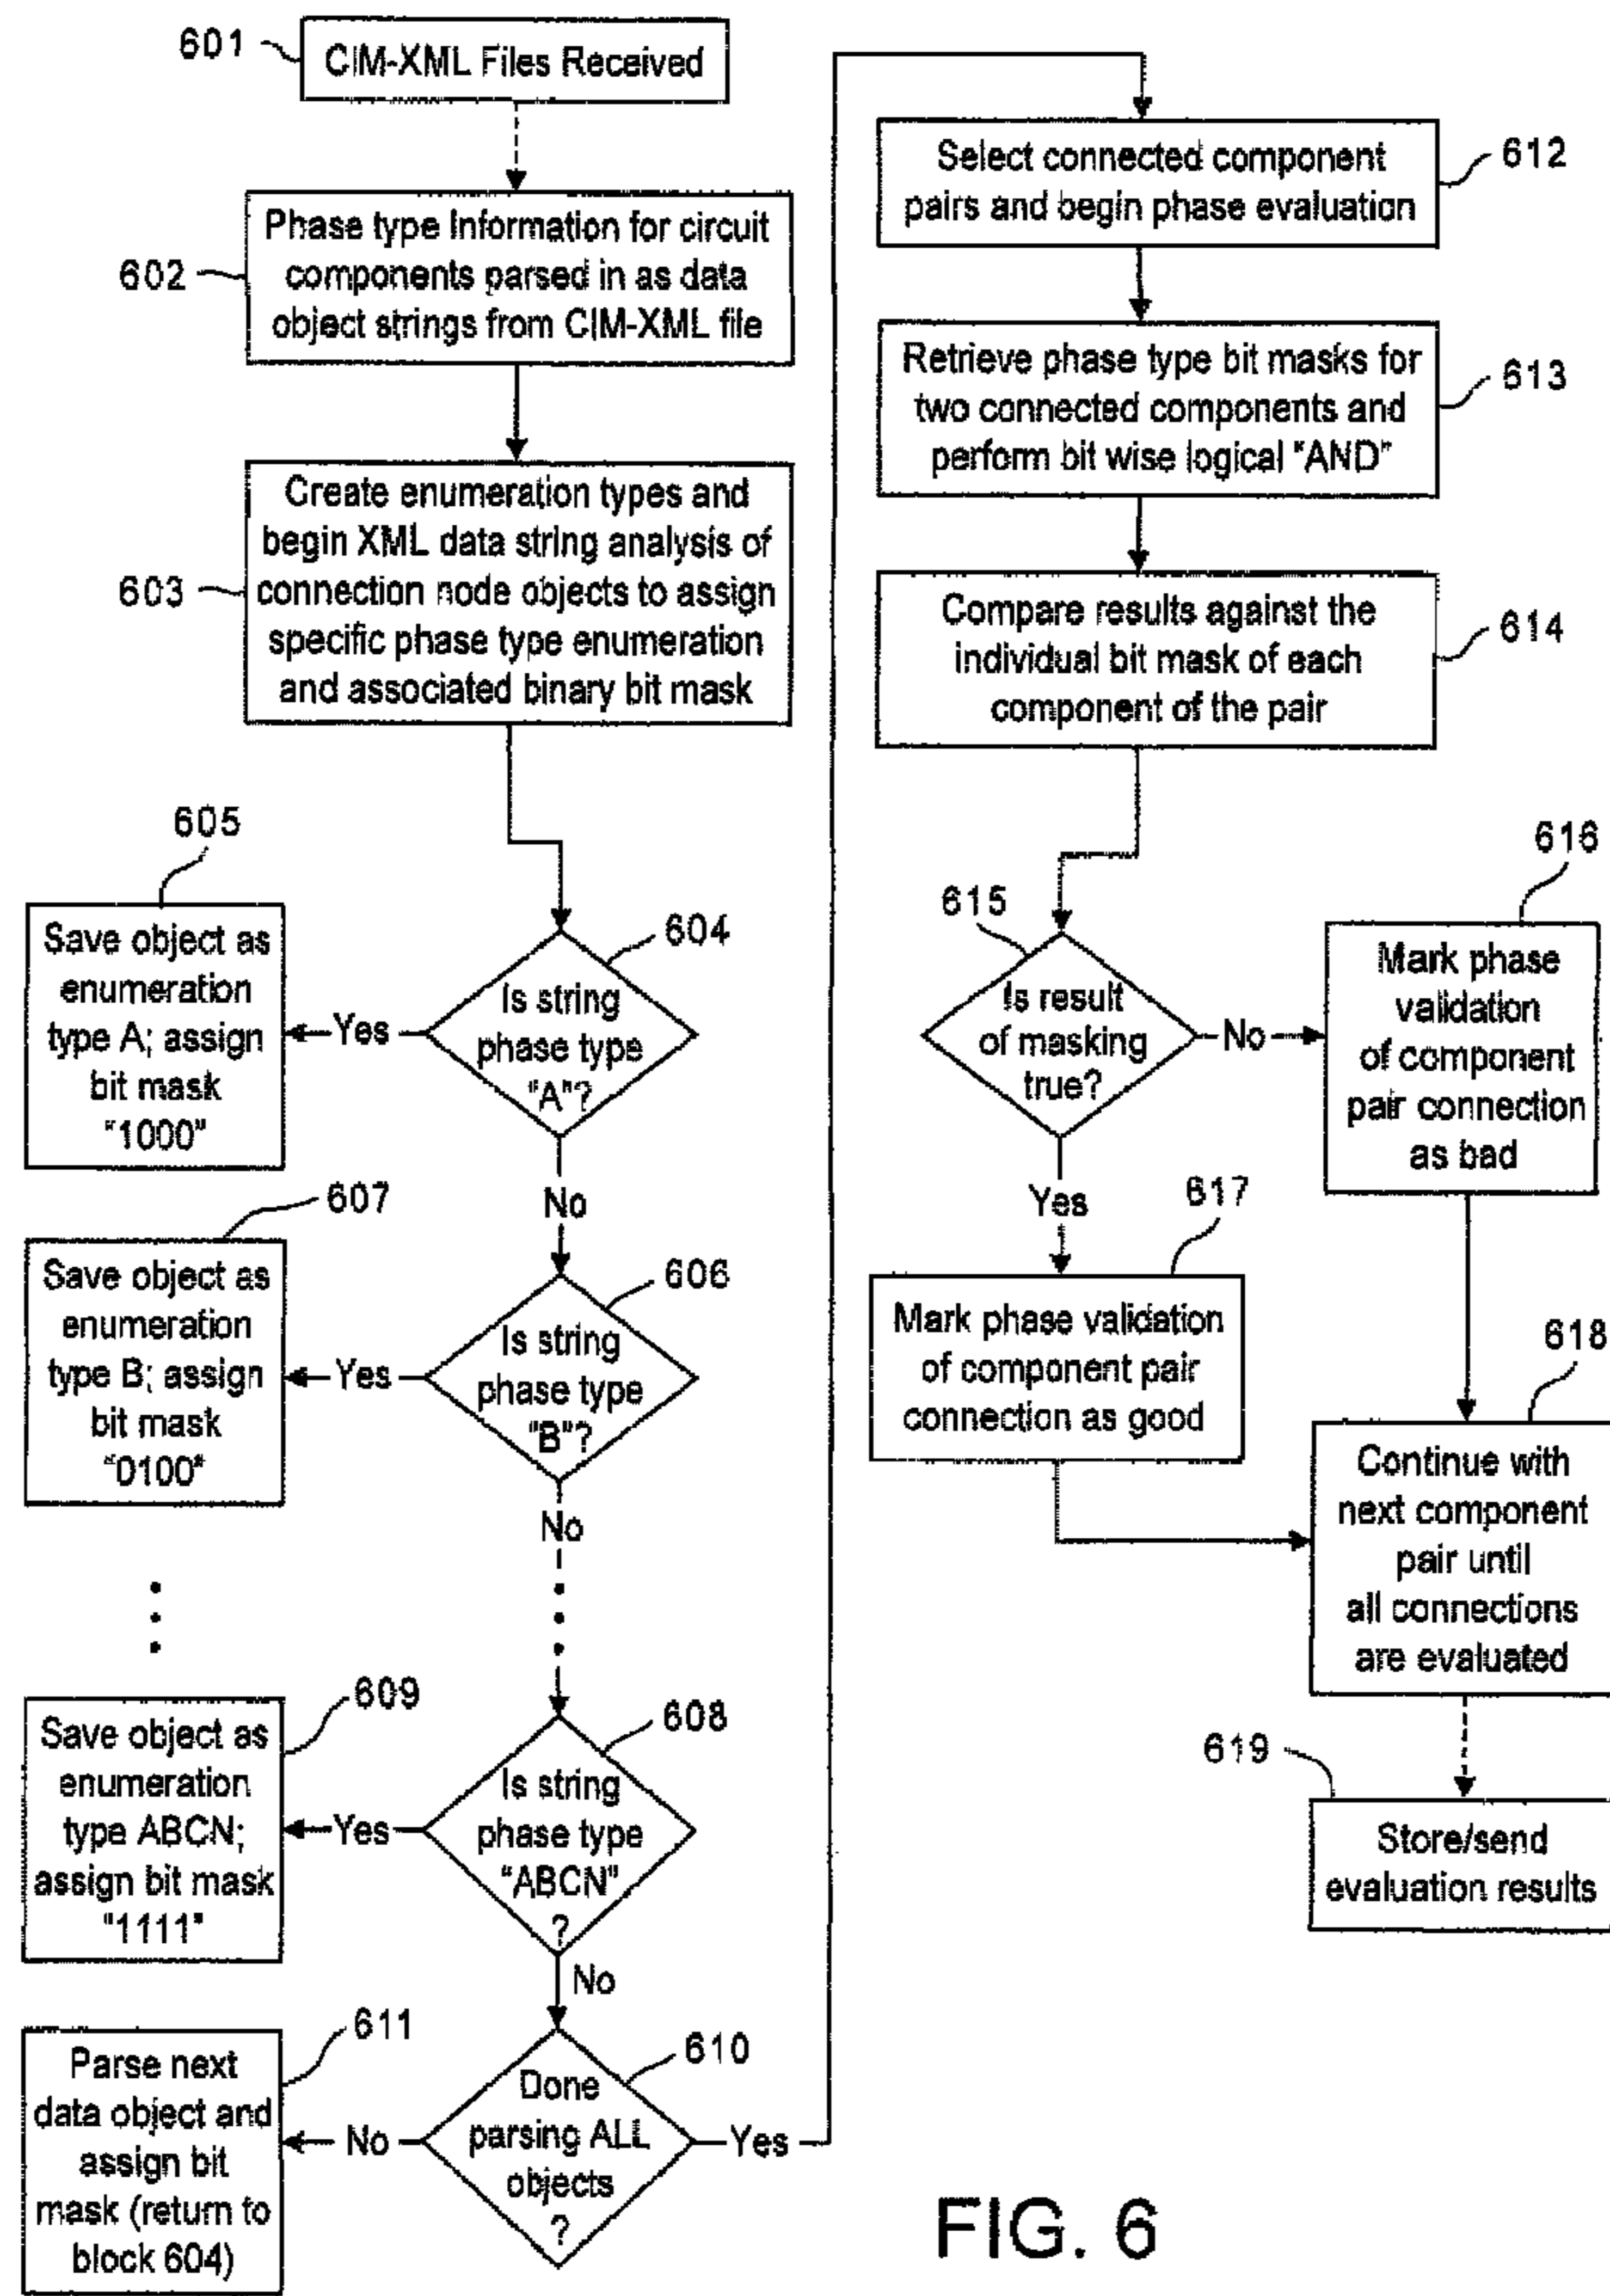 601
CIM-XML Files Received
602
Phase type Information for circuit
components parsed in as data
object strings from CIM-XML file
603
Create enumeration types and
begin XML data string analysis of
connection node objects to assign
specific phase type enumeration
and associated binary bit mask
604
Is string
phase type
"A"?
Yes
605
Save object as
enumeration
type A; assign
bit mask
"1000"
No
606
Is string
phase type
"B"?
Yes
607
Save object as
enumeration
type B; assign
bit mask
"0100"
No
608
Is string
phase type
"ABCN"
?
Yes
609
Save object as
enumeration
type ABCN;
assign bit mask
"1111"
No
610
Done
parsing ALL
objects
?
No
611
Parse next
data object and
assign bit
mask (return to
block 604)
Yes
612
Select connected component
pairs and begin phase evaluation
613
Retrieve phase type bit masks for
two connected components and
perform bit wise logical "AND"
614
Compare results against the
individual bit mask of each
component of the pair
615
Is result
of masking
true?
No
616
Mark phase
validation
of component
pair connection
as bad
Yes
617
Mark phase validation
of component pair
connection as good
618
Continue with
next component
pair until
all connections
are evaluated
619
Store/send
evaluation results
FIG. 6